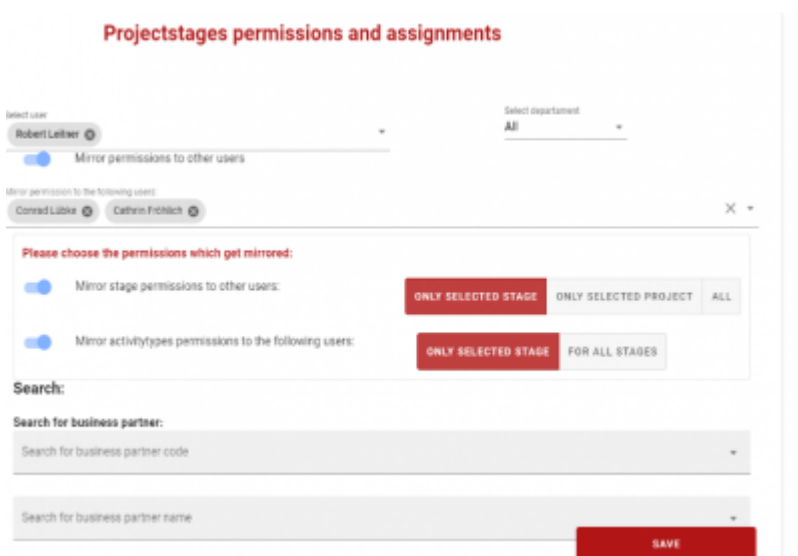 Projectstages permissions and assignments
Select user
Select departament
Robert Leitner
All
Mirror permissions to other users
Mirror permission to the following users:
Conrad Lübke
Cathrin Fröhlich
Please choose the permissions which get mirrored:
Mirror stage permissions to other users:
ONLY SELECTED STAGE
ONLY SELECTED PROJECT
ALL
Mirror activitytypes permissions to the following users:
ONLY SELECTED STAGE
FOR ALL STAGES
Search:
Search for business partner:
Search for business partner code
Search for business partner name
SAVE